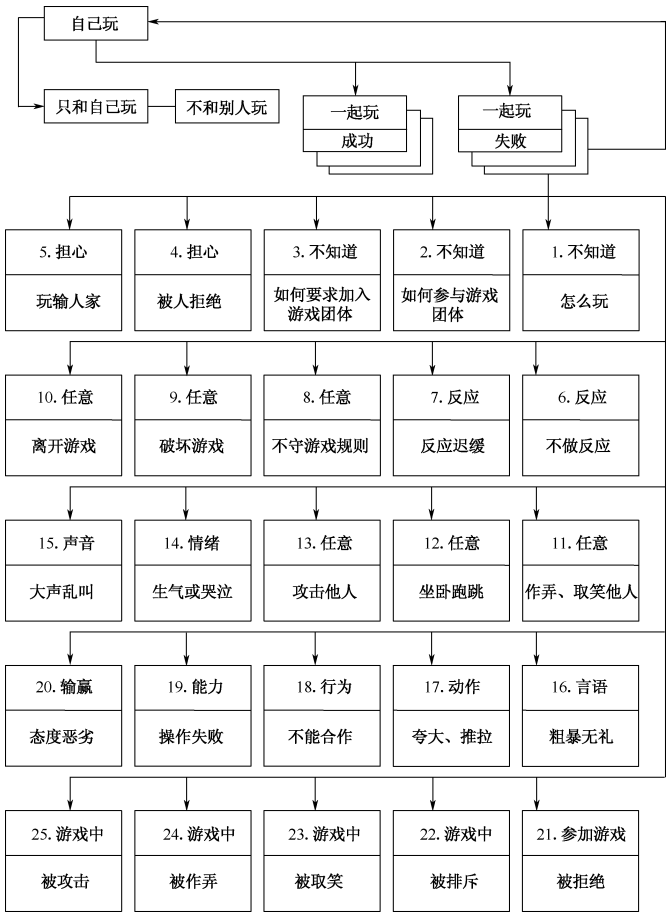 自己玩
只和自己玩
不和别人玩
一起玩
成功
一起玩
失败
5. 担心
玩输人家
4. 担心
被人拒绝
3. 不知道
如何要求加入
游戏团体
2. 不知道
如何参与游戏
团体
1. 不知道
怎么玩
10. 任意
离开游戏
9. 任意
破坏游戏
8. 任意
不守游戏规则
7. 反应
反应迟缓
6. 反应
不做反应
15. 声音
大声乱叫
14. 情绪
生气或哭泣
13. 任意
攻击他人
12. 任意
坐卧跑跳
11. 任意
作弄、取笑他人
20. 输赢
态度恶劣
19. 能力
操作失败
18. 行为
不能合作
17. 动作
夸大、推拉
16. 言语
粗暴无礼
25. 游戏中
被攻击
24. 游戏中
被作弄
23. 游戏中
被取笑
22. 游戏中
被排斥
21. 参加游戏
被拒绝